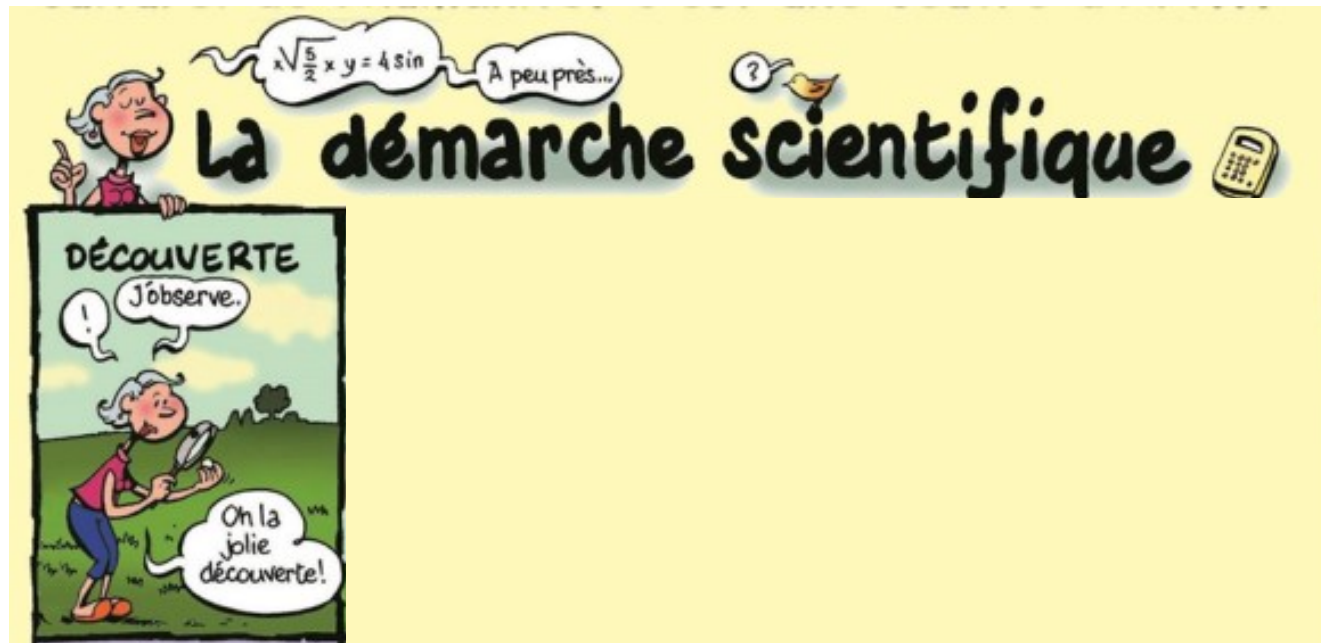 x√5/2 x y = 4 sin
À peu près...
?
La démarche scientifique
DÉCOUVERTE
!
J'observe.
Oh la
jolie
découverte!